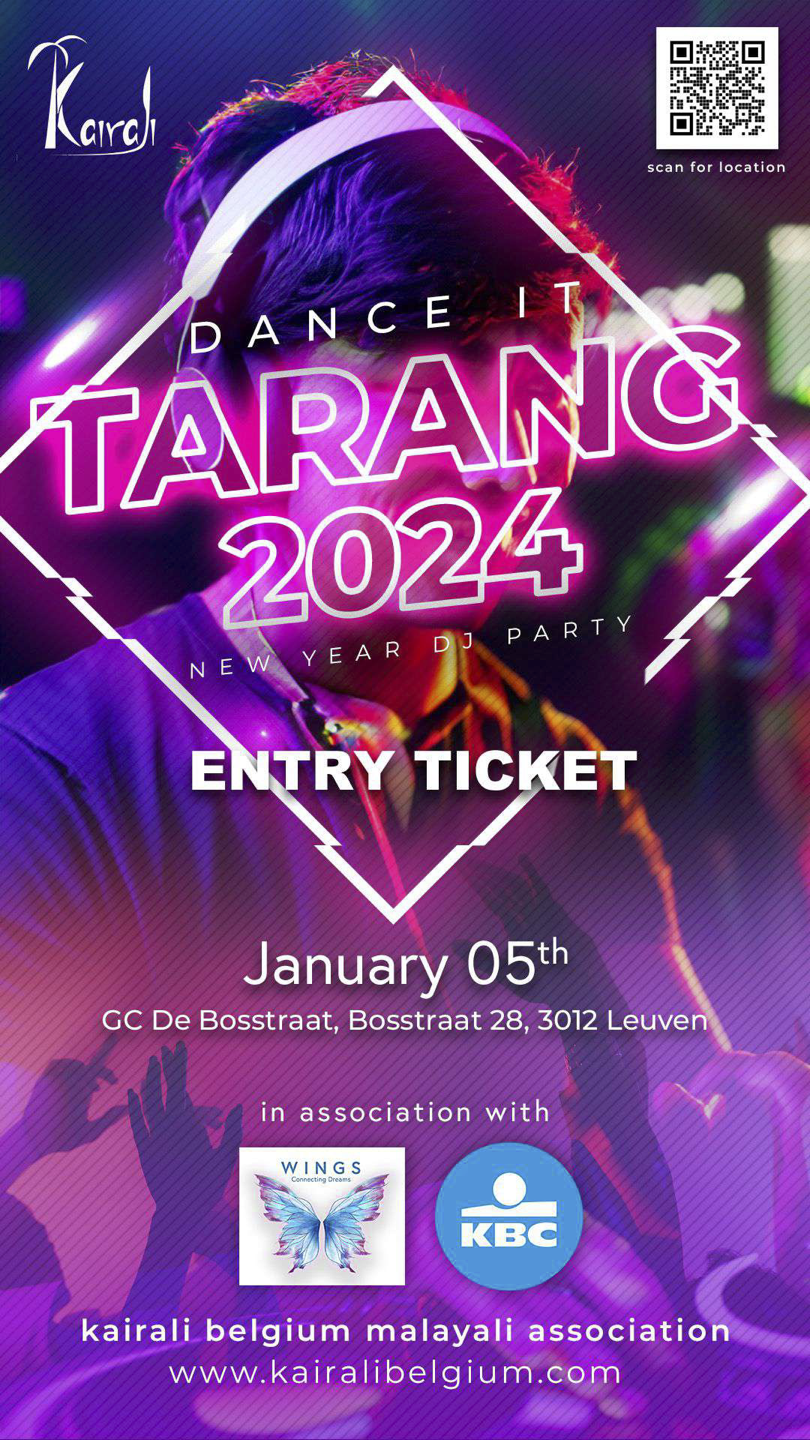 Kairali
scan for location
DANCE IT
TARANG
2024
NEW YEAR DJ PARTY
ENTRY TICKET
January 05th
GC De Bosstraat, Bosstraat 28, 3012 Leuven
in association with
WINGS
Connecting Dreams
KBC
kairali belgium malayali association
www.kairalibelgium.com